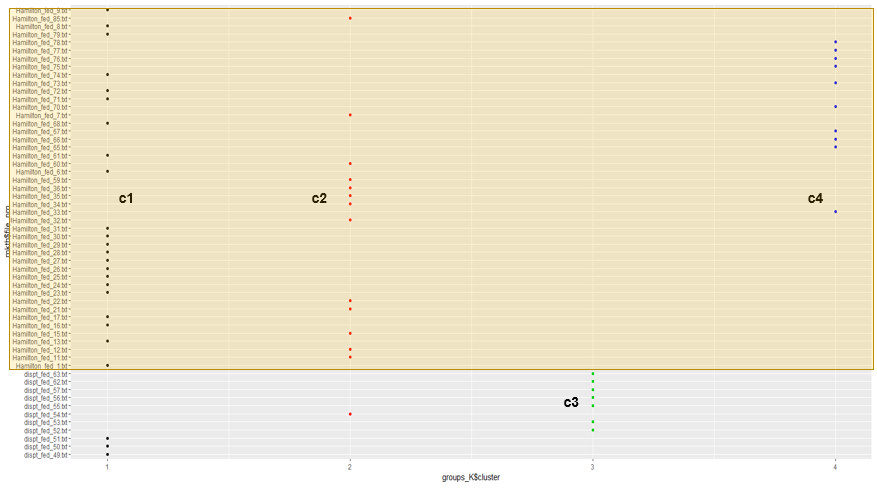 Hamilton_fed_9.txt
Hamilton_fed_85.txt
Hamilton_fed_8.txt
Hamilton_fed_79.txt
Hamilton_fed_78.txt
Hamilton_fed_77.txt
Hamilton_fed_76.txt
Hamilton_fed_75.txt
Hamilton_fed_74.txt
Hamilton_fed_73.txt
Hamilton_fed_72.txt
Hamilton_fed_71.txt
Hamilton_fed_70.txt
Hamilton_fed_7.txt
Hamilton_fed_68.txt
Hamilton_fed_67.txt
Hamilton_fed_66.txt
Hamilton_fed_65.txt
Hamilton_fed_61.txt
Hamilton_fed_60.txt
Hamilton_fed_6.txt
Hamilton_fed_59.txt
Hamilton_fed_36.txt
Hamilton_fed_35.txt
Hamilton_fed_34.txt
Hamilton_fed_33.txt
Hamilton_fed_32.txt
Hamilton_fed_31.txt
Hamilton_fed_30.txt
Hamilton_fed_29.txt
Hamilton_fed_28.txt
Hamilton_fed_27.txt
Hamilton_fed_26.txt
Hamilton_fed_25.txt
Hamilton_fed_24.txt
Hamilton_fed_23.txt
Hamilton_fed_22.txt
Hamilton_fed_21.txt
Hamilton_fed_17.txt
Hamilton_fed_16.txt
Hamilton_fed_15.txt
Hamilton_fed_13.txt
Hamilton_fed_12.txt
Hamilton_fed_11.txt
Hamilton_fed_1.txt
dispt_fed_63.txt
dispt_fed_62.txt
dispt_fed_57.txt
dispt_fed_56.txt
dispt_fed_55.txt
dispt_fed_54.txt
dispt_fed_53.txt
dispt_fed_52.txt
dispt_fed_51.txt
dispt_fed_50.txt
dispt_fed_49.txt
c1
c2
c4
c3
1
2
3
4
groups_K$cluster